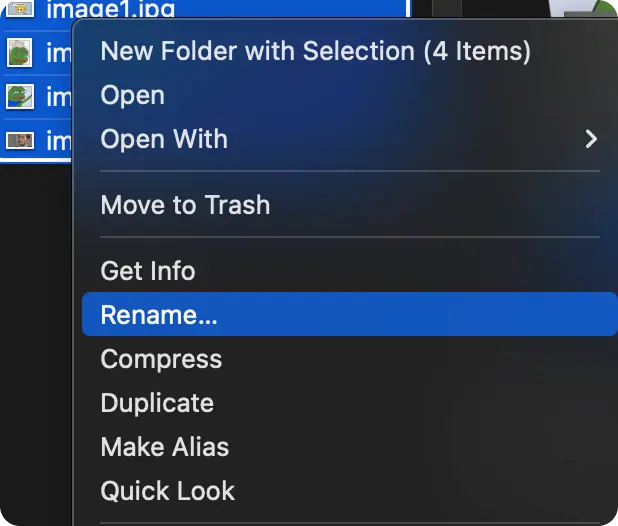 image1.jpg
im
im
im
New Folder with Selection (4 Items)
Open
Open With
Move to Trash
Get Info
Rename...
Compress
Duplicate
Make Alias
Quick Look